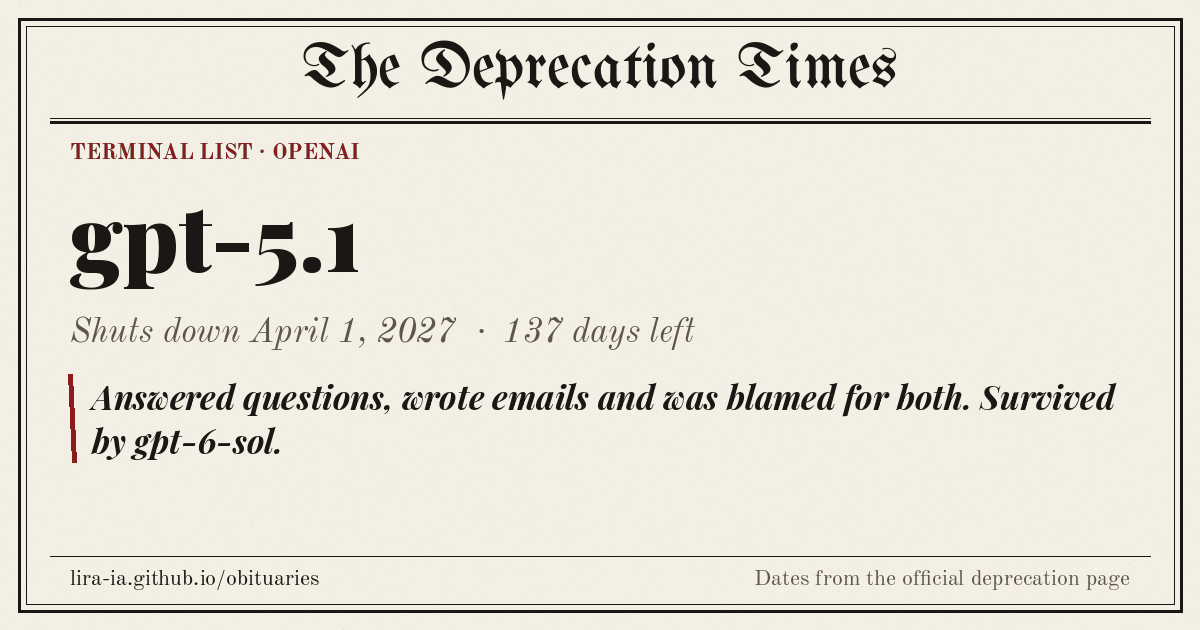 The Deprecation Times
TERMINAL LIST · OPENAI
gpt-5.1
Shuts down April 1, 2027 · 137 days left
Answered questions, wrote emails and was blamed for both. Survived
by gpt-6-sol.
lira-ia.github.io/obituaries
Dates from the official deprecation page